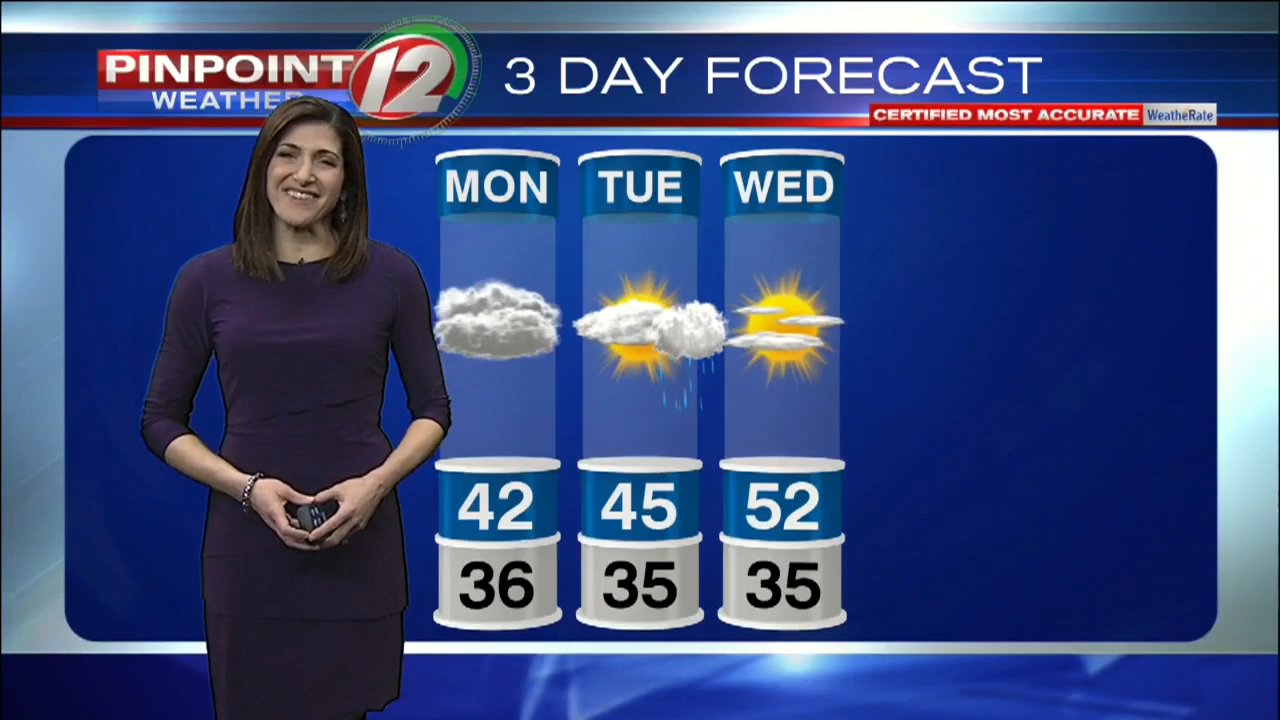 PINPOINT
WEATHER
12
3 DAY FORECAST
CERTIFIED MOST ACCURATE WeatheRate
MON TUE WED
42 45 52
36 35 35